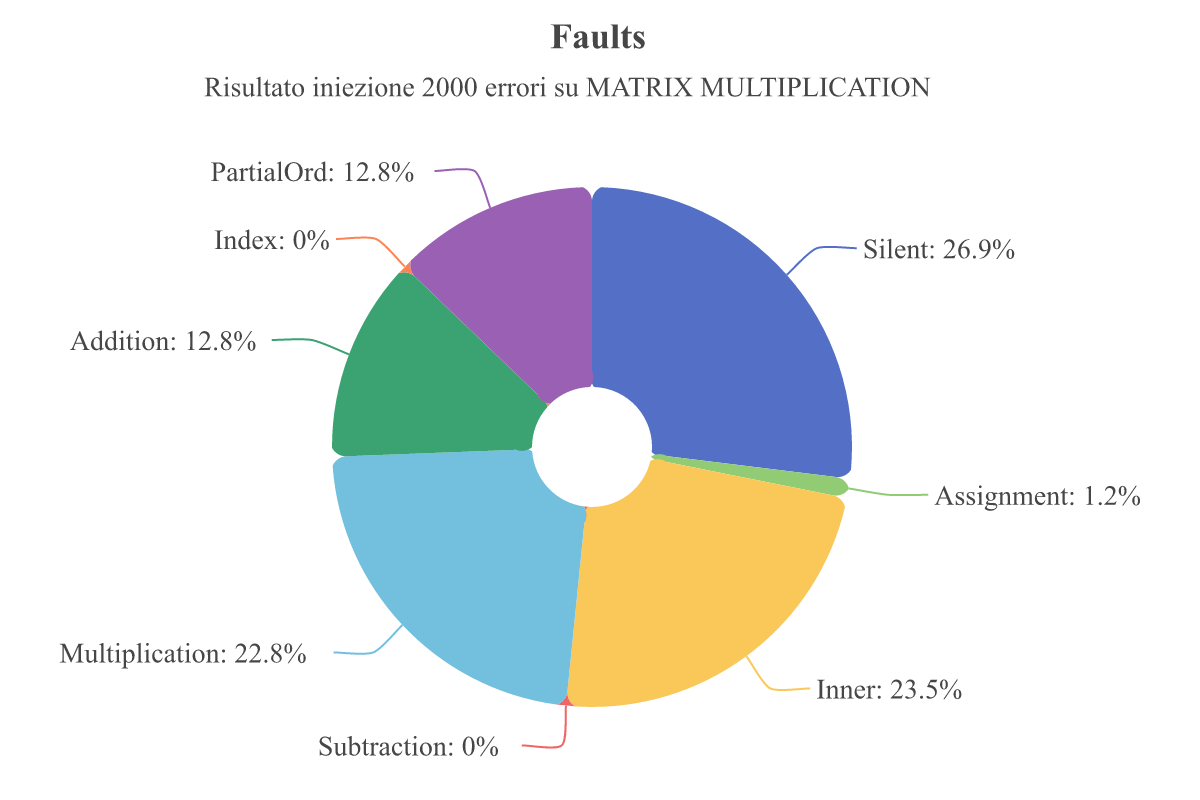 Faults
Risultato iniezione 2000 errori su MATRIX MULTIPLICATION
PartialOrd: 12.8%
Index: 0%
Silent: 26.9%
Addition: 12.8%
Assignment: 1.2%
Multiplication: 22.8%
Inner: 23.5%
Subtraction: 0%